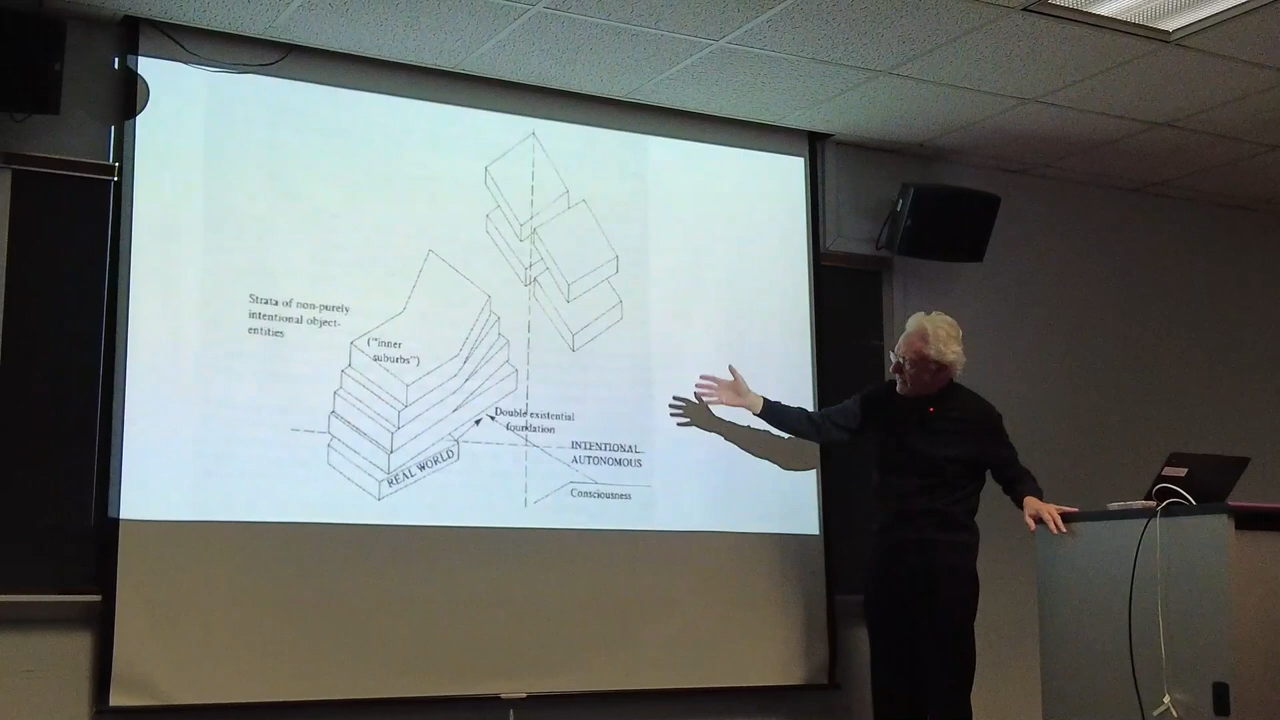 Strata of non-purely
intentional object-
entities
("inner
suburbs")
Double existential
foundation
INTENTIONAL
AUTONOMOUS
REAL WORLD
Consciousness